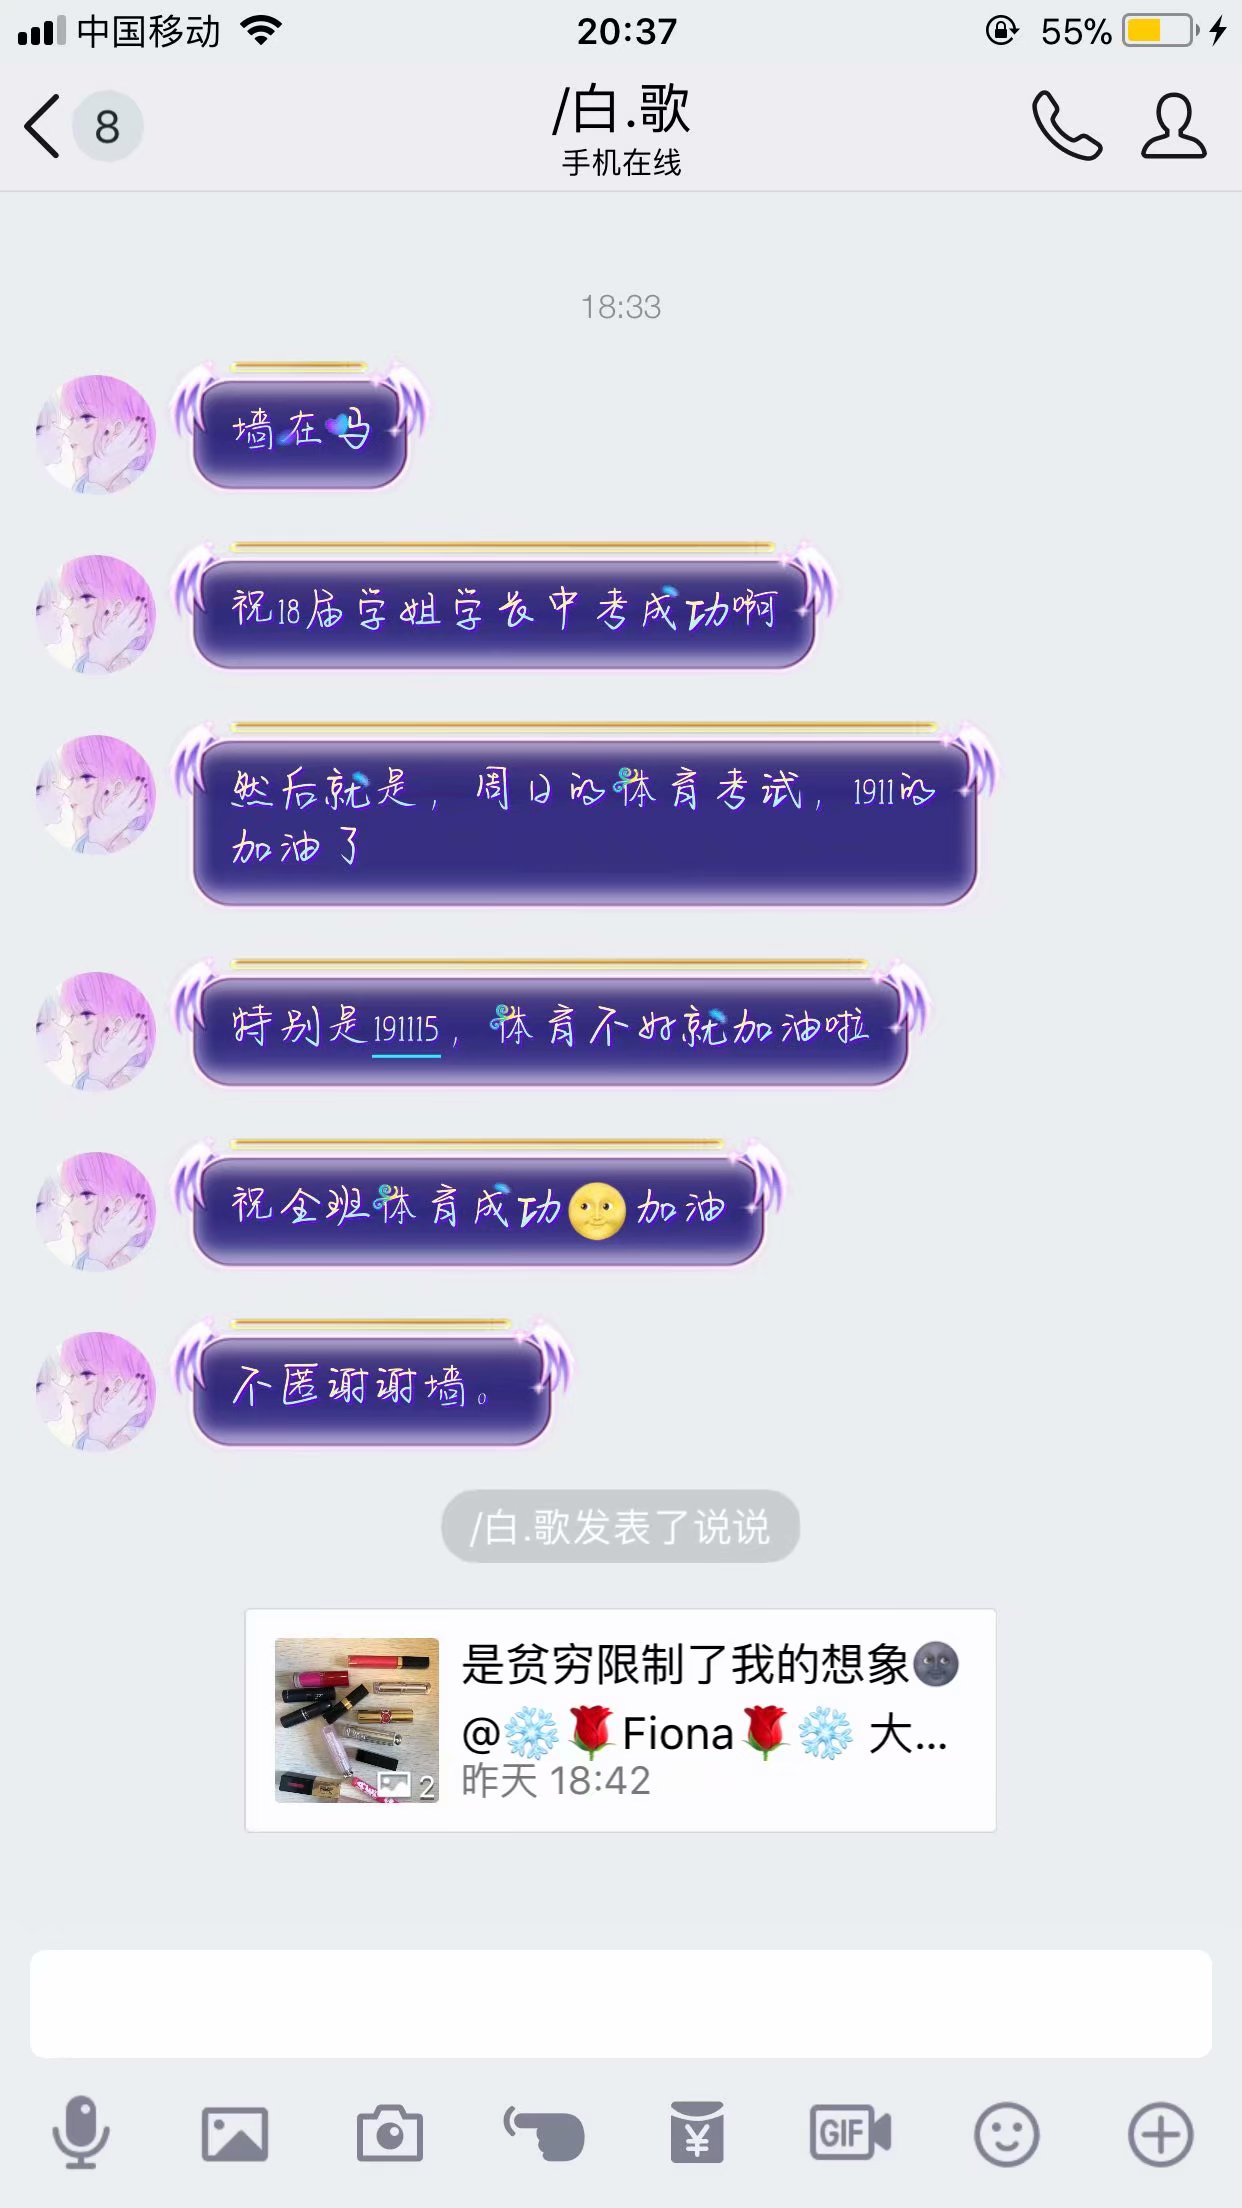 中国移动 20:37 55%
8 /白.歌
手机在线
18:33
墙在吗
祝18届学姐学长中考成功啊
然后就是，周日的体育考试，1911的
加油了
特别是191115，体育不好就加油啦
祝全班体育成功🌝加油
不匿谢谢墙。
/白.歌发表了说说
是贫穷限制了我的想象🌚
@❄️🌹Fiona🌹❄️ 大...
昨天 18:42
2
GIF